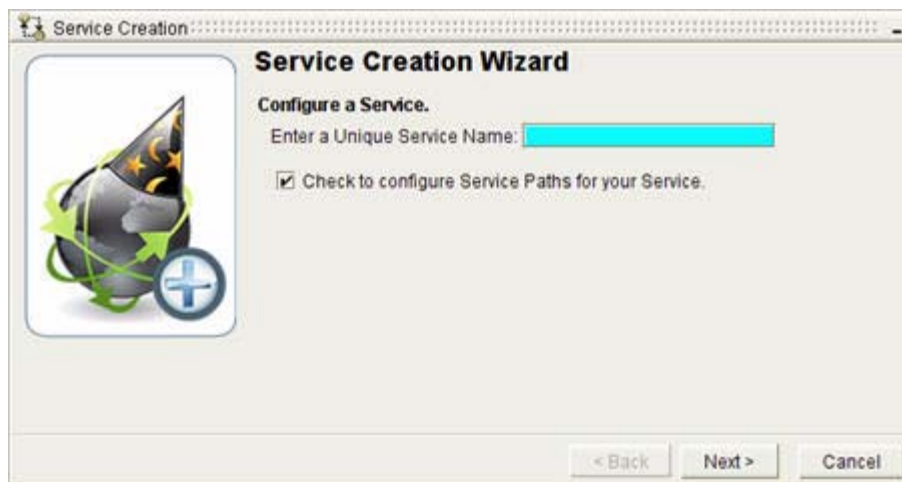 Service Creation
Service Creation Wizard
Configure a Service.
Enter a Unique Service Name:
Check to configure Service Paths for your Service.
< Back Next > Cancel